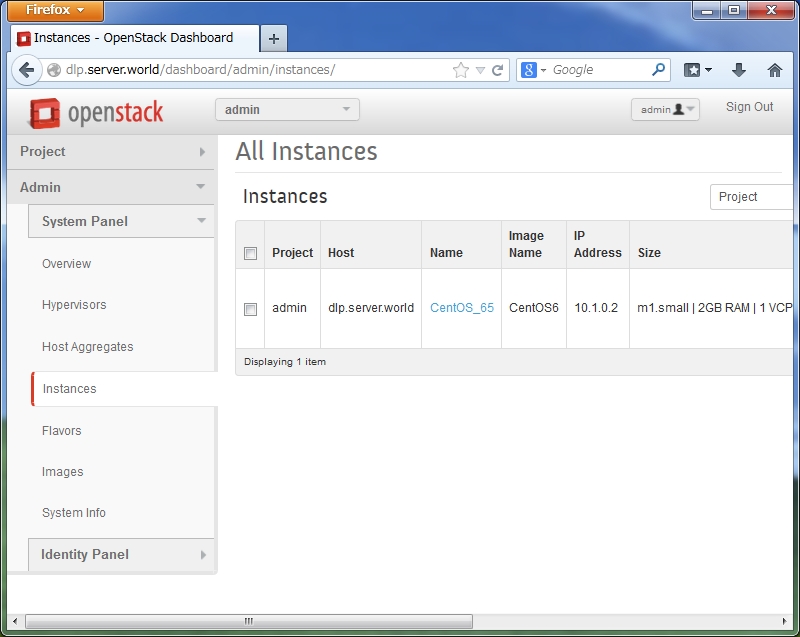 Firefox
Instances - OpenStack Dashboard
dlp.server.world/dashboard/admin/instances/
8
Google
openstack
admin
admin
Sign Out
Project
Admin
System Panel
Overview
Hypervisors
Host Aggregates
Instances
Flavors
Images
System Info
Identity Panel
All Instances
Instances
Project
Project Host Name Image Name IP Address Size
admin dlp.server.world CentOS_65 CentOS6 10.1.0.2 m1.small | 2GB RAM | 1 VCP
Displaying 1 item